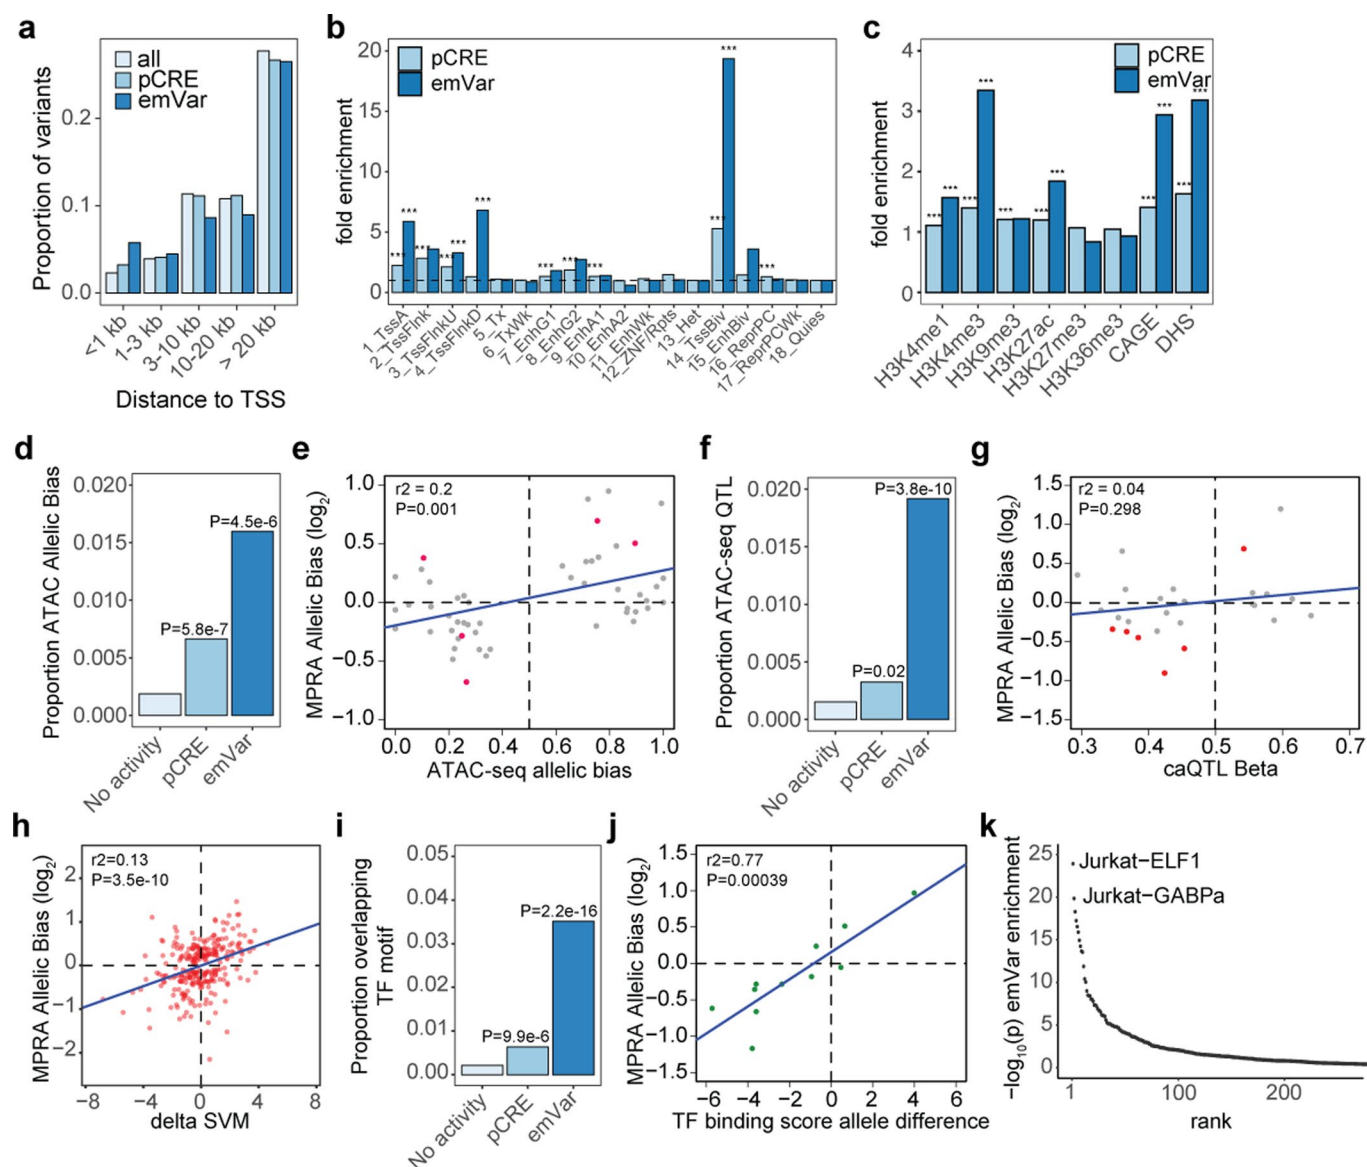 a
all
pCRE
emVar
Proportion of variants
0.2
0.1
0.0
<1 kb
1-3 kb
3-10 kb
10-20 kb
> 20 kb
Distance to TSS
b
pCRE
emVar
fold enrichment
20
15
10
5
0
***
***
***
***
***
***
***
***
***
***
***
***
1_TssA
2_TssFlnk
3_TssFlnkU
4_TssFlnkD
5_Tx
6_TxWk
7_EnhG1
8_EnhG2
9_EnhA1
10_EnhA2
11_EnhWk
12_ZNF/Rpts
13_Het
14_TssBiv
15_EnhBiv
16_ReprPC
17_ReprPCWk
18_Quies
c
pCRE
emVar
fold enrichment
4
3
2
1
0
***
***
***
***
***
***
***
***
***
***
***
H3K4me1
H3K4me3
H3K9me3
H3K27ac
H3K27me3
H3K36me3
CAGE
DHS
d
Proportion ATAC Allelic Bias
0.020
0.015
0.010
0.005
0.000
P=4.5e-6
P=5.8e-7
No activity
pCRE
emVar
e
MPRA Allelic Bias (log2)
r2 = 0.2
P=0.001
1.0
0.5
0.0
−0.5
−1.0
0.0
0.2
0.4
0.6
0.8
1.0
ATAC-seq allelic bias
f
Proportion ATAC-seq QTL
0.020
0.015
0.010
0.005
0.000
P=3.8e-10
P=0.02
No activity
pCRE
emVar
g
MPRA Allelic Bias (log2)
r2 = 0.04
P=0.298
1.5
1.0
0.5
0.0
−0.5
−1.0
−1.5
0.3
0.4
0.5
0.6
0.7
caQTL Beta
h
MPRA Allelic Bias (log2)
r2=0.13
P=3.5e-10
2
1
0
−1
−2
−8
−4
0
4
8
delta SVM
i
Proportion overlapping
TF motif
0.05
0.04
0.03
0.02
0.01
0.00
P=2.2e-16
P=9.9e-6
No activity
pCRE
emVar
j
MPRA Allelic Bias (log2)
r2=0.77
P=0.00039
1.5
1.0
0.5
0.0
−0.5
−1.0
−1.5
−6
−4
−2
0
2
4
6
TF binding score allele difference
k
−log10(p) emVar enrichment
25
20
15
10
5
0
Jurkat−ELF1
Jurkat−GABPa
1
100
200
rank